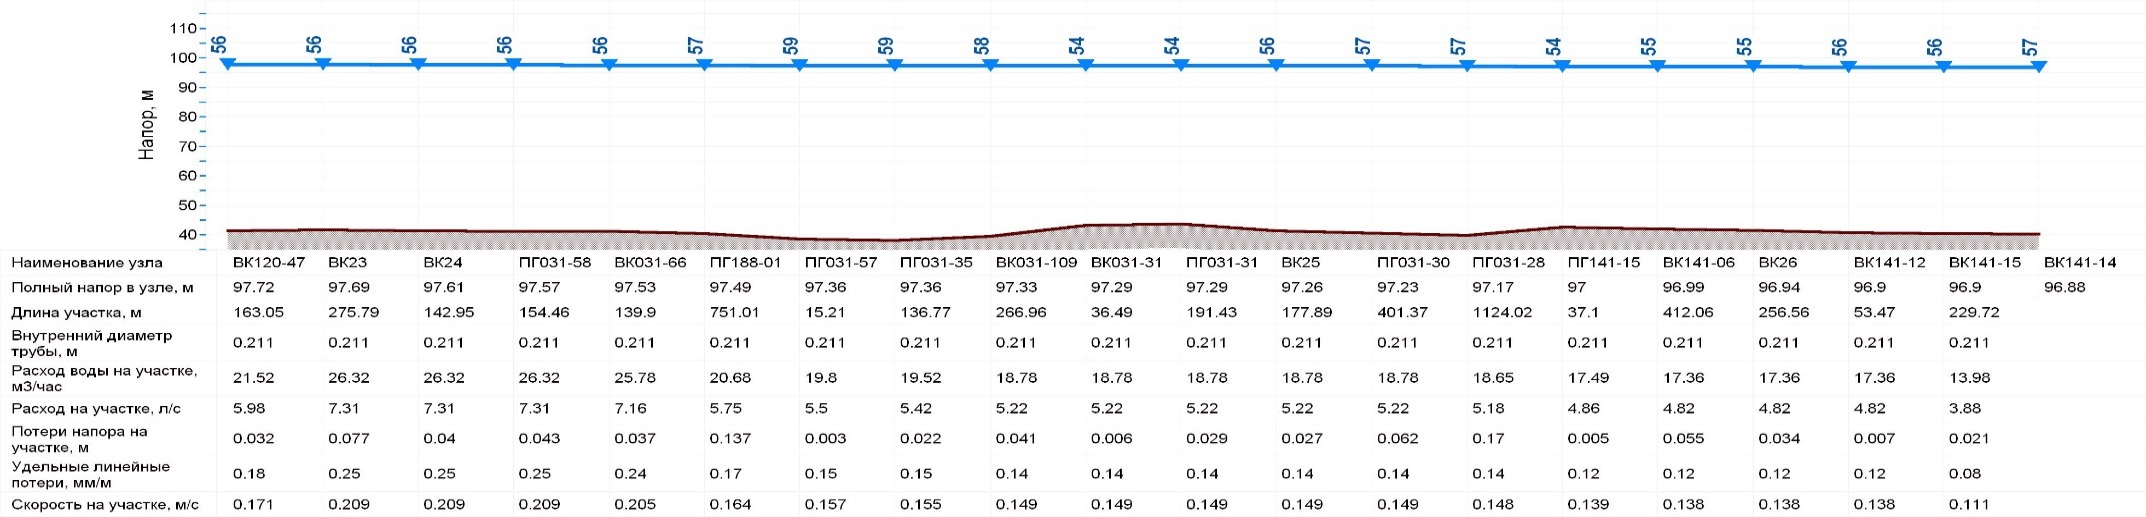 110
100
90
80
70
60
50
40
Напор, м
56 56 56 56 56 57 59 59 58 54 54 56 57 57 54 55 55 56 56 57
Наименование узла ВК120-47 ВК23 ВК24 ПГ031-58 ВК031-66 ПГ188-01 ПГ031-57 ПГ031-35 ВК031-109 ВК031-31 ПГ031-31 ВК25 ПГ031-30 ПГ031-28 ПГ141-15 ВК141-06 ВК26 ВК141-12 ВК141-15 ВК141-14
Полный напор в узле, м 97.72 97.69 97.61 97.57 97.53 97.49 97.36 97.36 97.33 97.29 97.29 97.26 97.23 97.17 97 96.99 96.94 96.9 96.9 96.88
Длина участка, м 163.05 275.79 142.95 154.46 139.9 751.01 15.21 136.77 266.96 36.49 191.43 177.89 401.37 1124.02 37.1 412.06 256.56 53.47 229.72
Внутренний диаметр
трубы, м 0.211 0.211 0.211 0.211 0.211 0.211 0.211 0.211 0.211 0.211 0.211 0.211 0.211 0.211 0.211 0.211 0.211 0.211 0.211
Расход воды на участке,
м3/час 21.52 26.32 26.32 26.32 25.78 20.68 19.8 19.52 18.78 18.78 18.78 18.78 18.78 18.65 17.49 17.36 17.36 17.36 13.98
Расход на участке, л/с 5.98 7.31 7.31 7.31 7.16 5.75 5.5 5.42 5.22 5.22 5.22 5.22 5.22 5.18 4.86 4.82 4.82 4.82 3.88
Потери напора на
участке, м 0.032 0.077 0.04 0.043 0.037 0.137 0.003 0.022 0.041 0.006 0.029 0.027 0.062 0.17 0.005 0.055 0.034 0.007 0.021
Удельные линейные
потери, мм/м 0.18 0.25 0.25 0.25 0.24 0.17 0.15 0.15 0.14 0.14 0.14 0.14 0.14 0.14 0.12 0.12 0.12 0.12 0.08
Скорость на участке, м/с 0.171 0.209 0.209 0.209 0.205 0.164 0.157 0.155 0.149 0.149 0.149 0.149 0.149 0.148 0.139 0.138 0.138 0.138 0.111